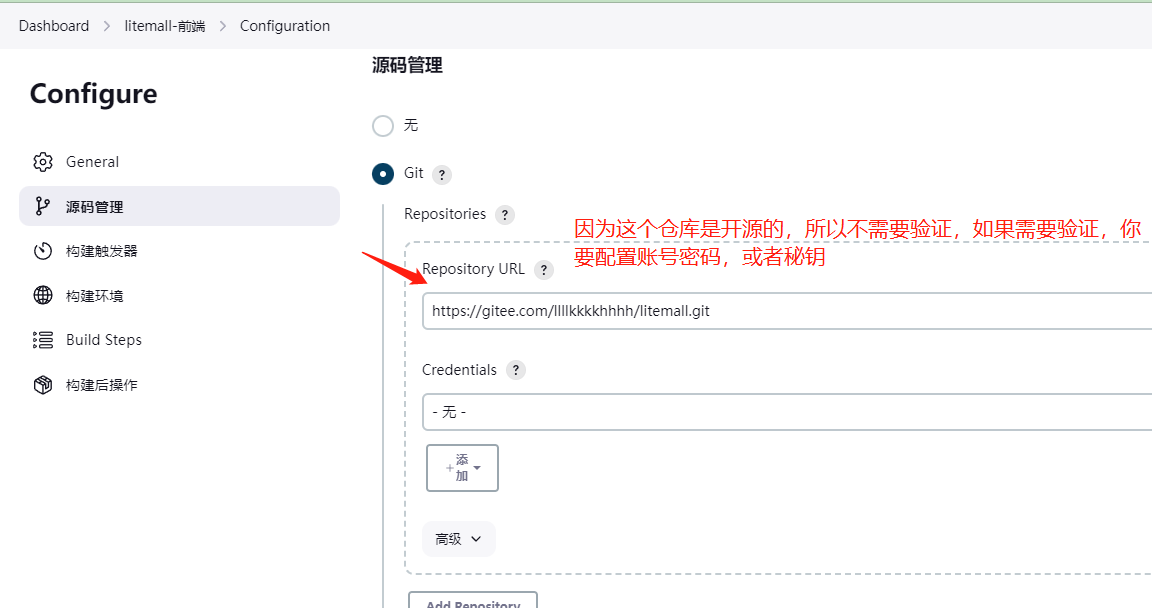 Dashboard > litemall-前端 > Configuration
Configure
General
源码管理
构建触发器
构建环境
Build Steps
构建后操作
源码管理
无
Git ?
Repositories ?
因为这个仓库是开源的，所以不需要验证，如果需要验证，你
要配置账号密码，或者秘钥
Repository URL ?
https://gitee.com/llllkkkkhhhh/litemall.git
Credentials ?
- 无 -
+ 添
加
高级
Add Repository